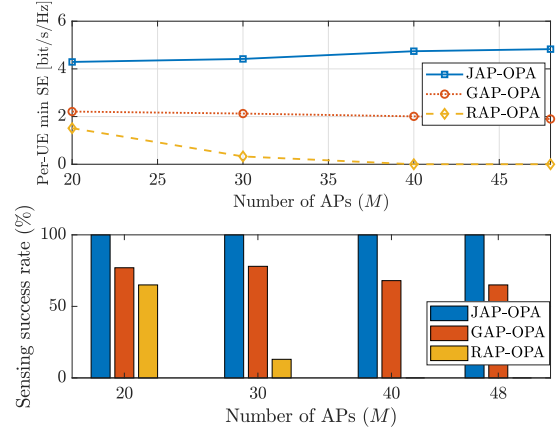 6
4
2
0
Per-UE min SE [bit/s/Hz]
JAP-OPA
GAP-OPA
RAP-OPA
20 25 30 35 40 45
Number of APs (M)
100
50
0
Sensing success rate (%)
JAP-OPA
GAP-OPA
RAP-OPA
20 30 40 48
Number of APs (M)